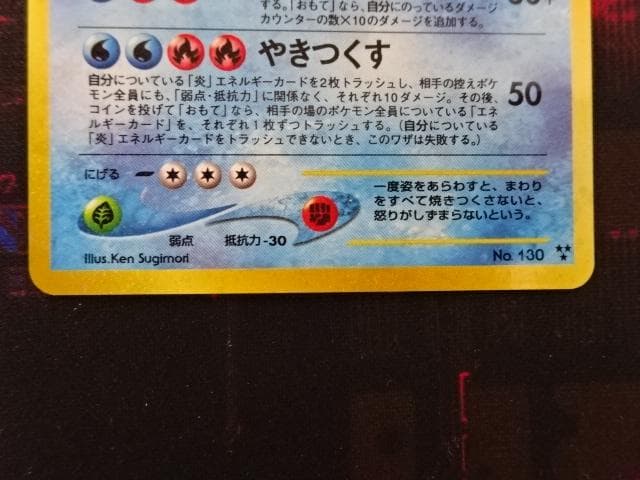 する。「おもて」なら、自分にのっているダメージ
カウンターの数×10のダメージを追加する。
やきつくす
自分についている「炎」エネルギーカードを2枚トラッシュし、相手の控えポケ
モン全員にも、「弱点・抵抗力」に関係なく、それぞれ10ダメージ。その後、
コインを投げて「おもて」なら、相手の場のポケモン全員についている「エネ
ルギーカード」を、それぞれ1枚ずつトラッシュする。(自分についている
「炎」エネルギーカードをトラッシュできないとき、このワザは失敗する。)
50
にげる
弱点
抵抗力-30
一度姿をあらわすと、まわり
をすべて焼きつくさないと、
怒りがしずまらないという。
Illus.Ken Sugimori
No. 130